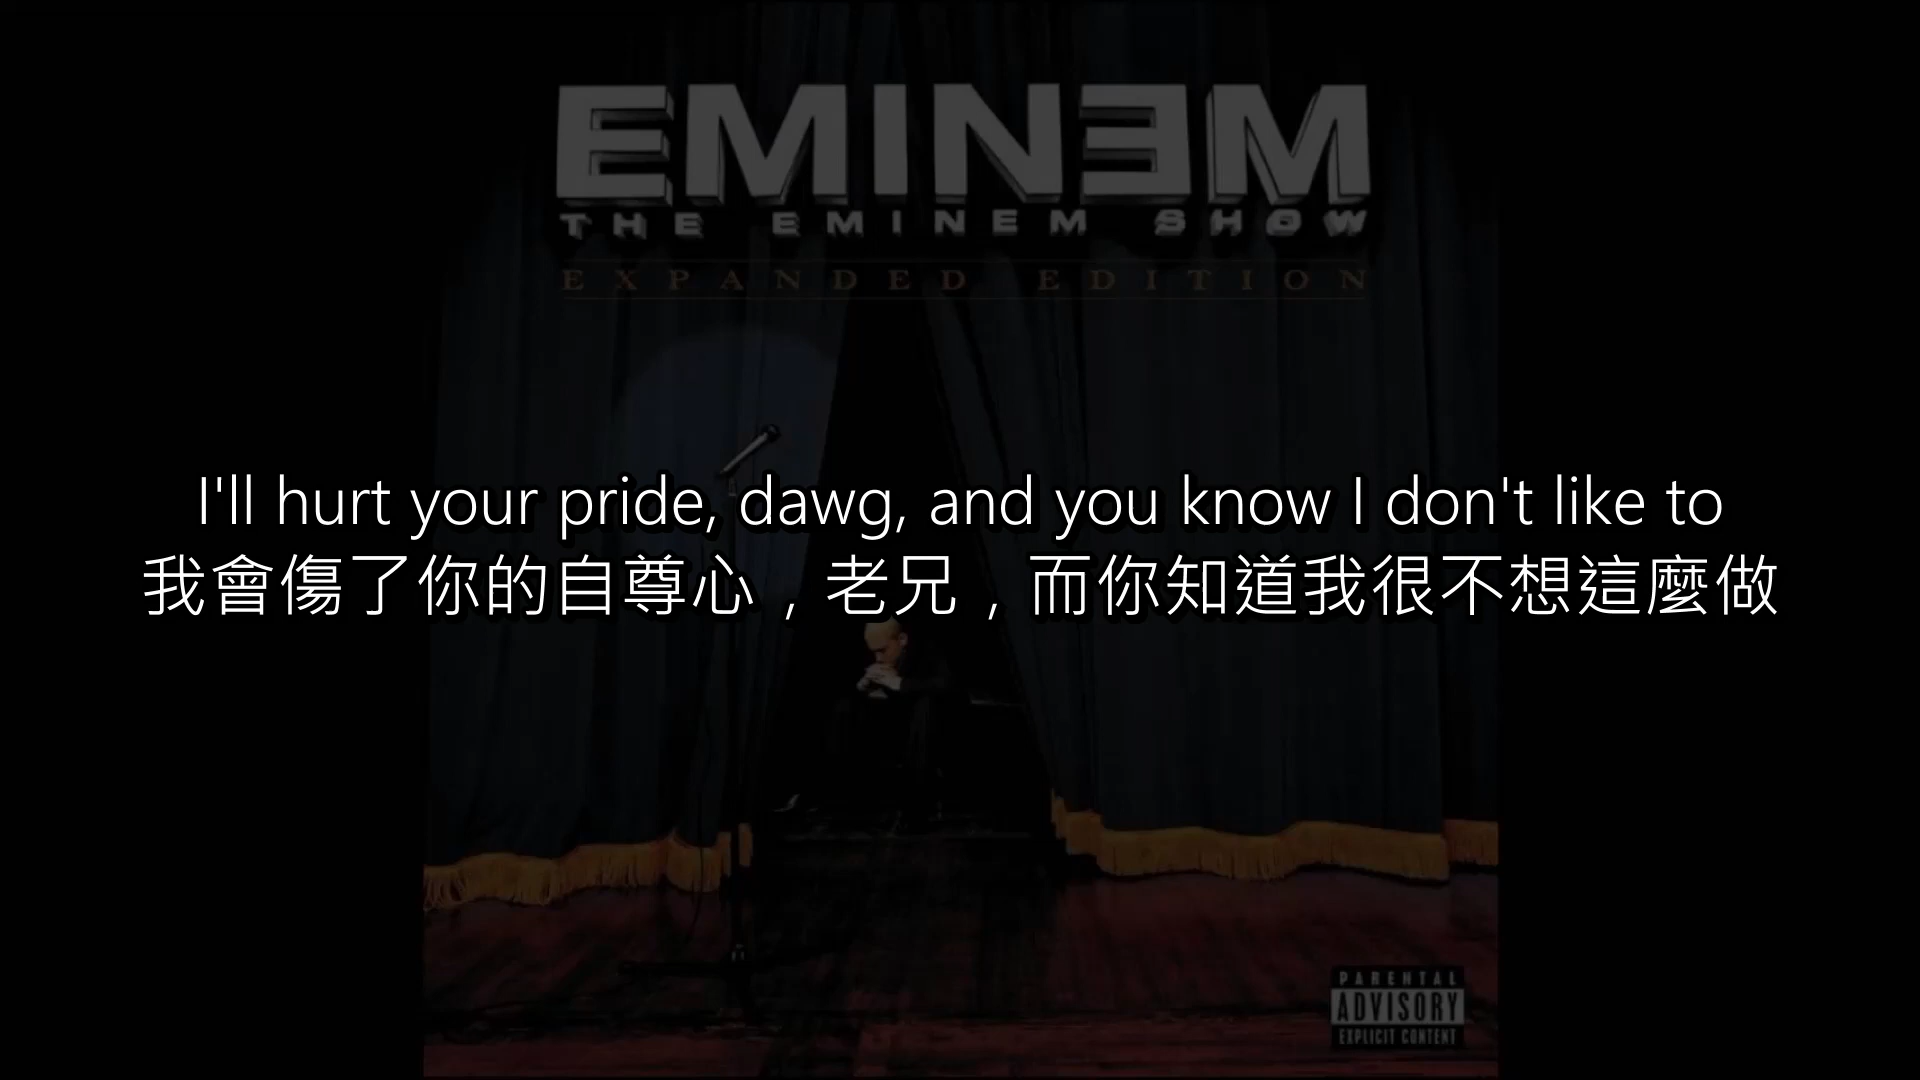 EMINƎM
THE EMINEM SHOW
EXPANDED EDITION
I'll hurt your pride, dawg, and you know I don't like to
我會傷了你的自尊心，老兄，而你知道我很不想這麼做
PARENTAL
ADVISORY
EXPLICIT CONTENT